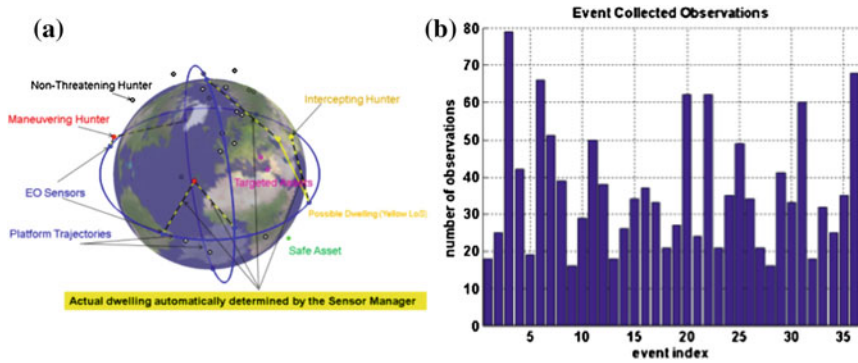 (a)
Non-Threatening Hunter
Maneuvering Hunter
EO Sensors
Platform Trajectories
Intercepting Hunter
Targeted
Possible Dwelling (Yellow LoS)
Safe Asset
Actual dwelling automatically determined by the Sensor Manager
(b)
Event Collected Observations
number of observations
80
70
60
50
40
30
20
10
0
5 10 15 20 25 30 35
event index